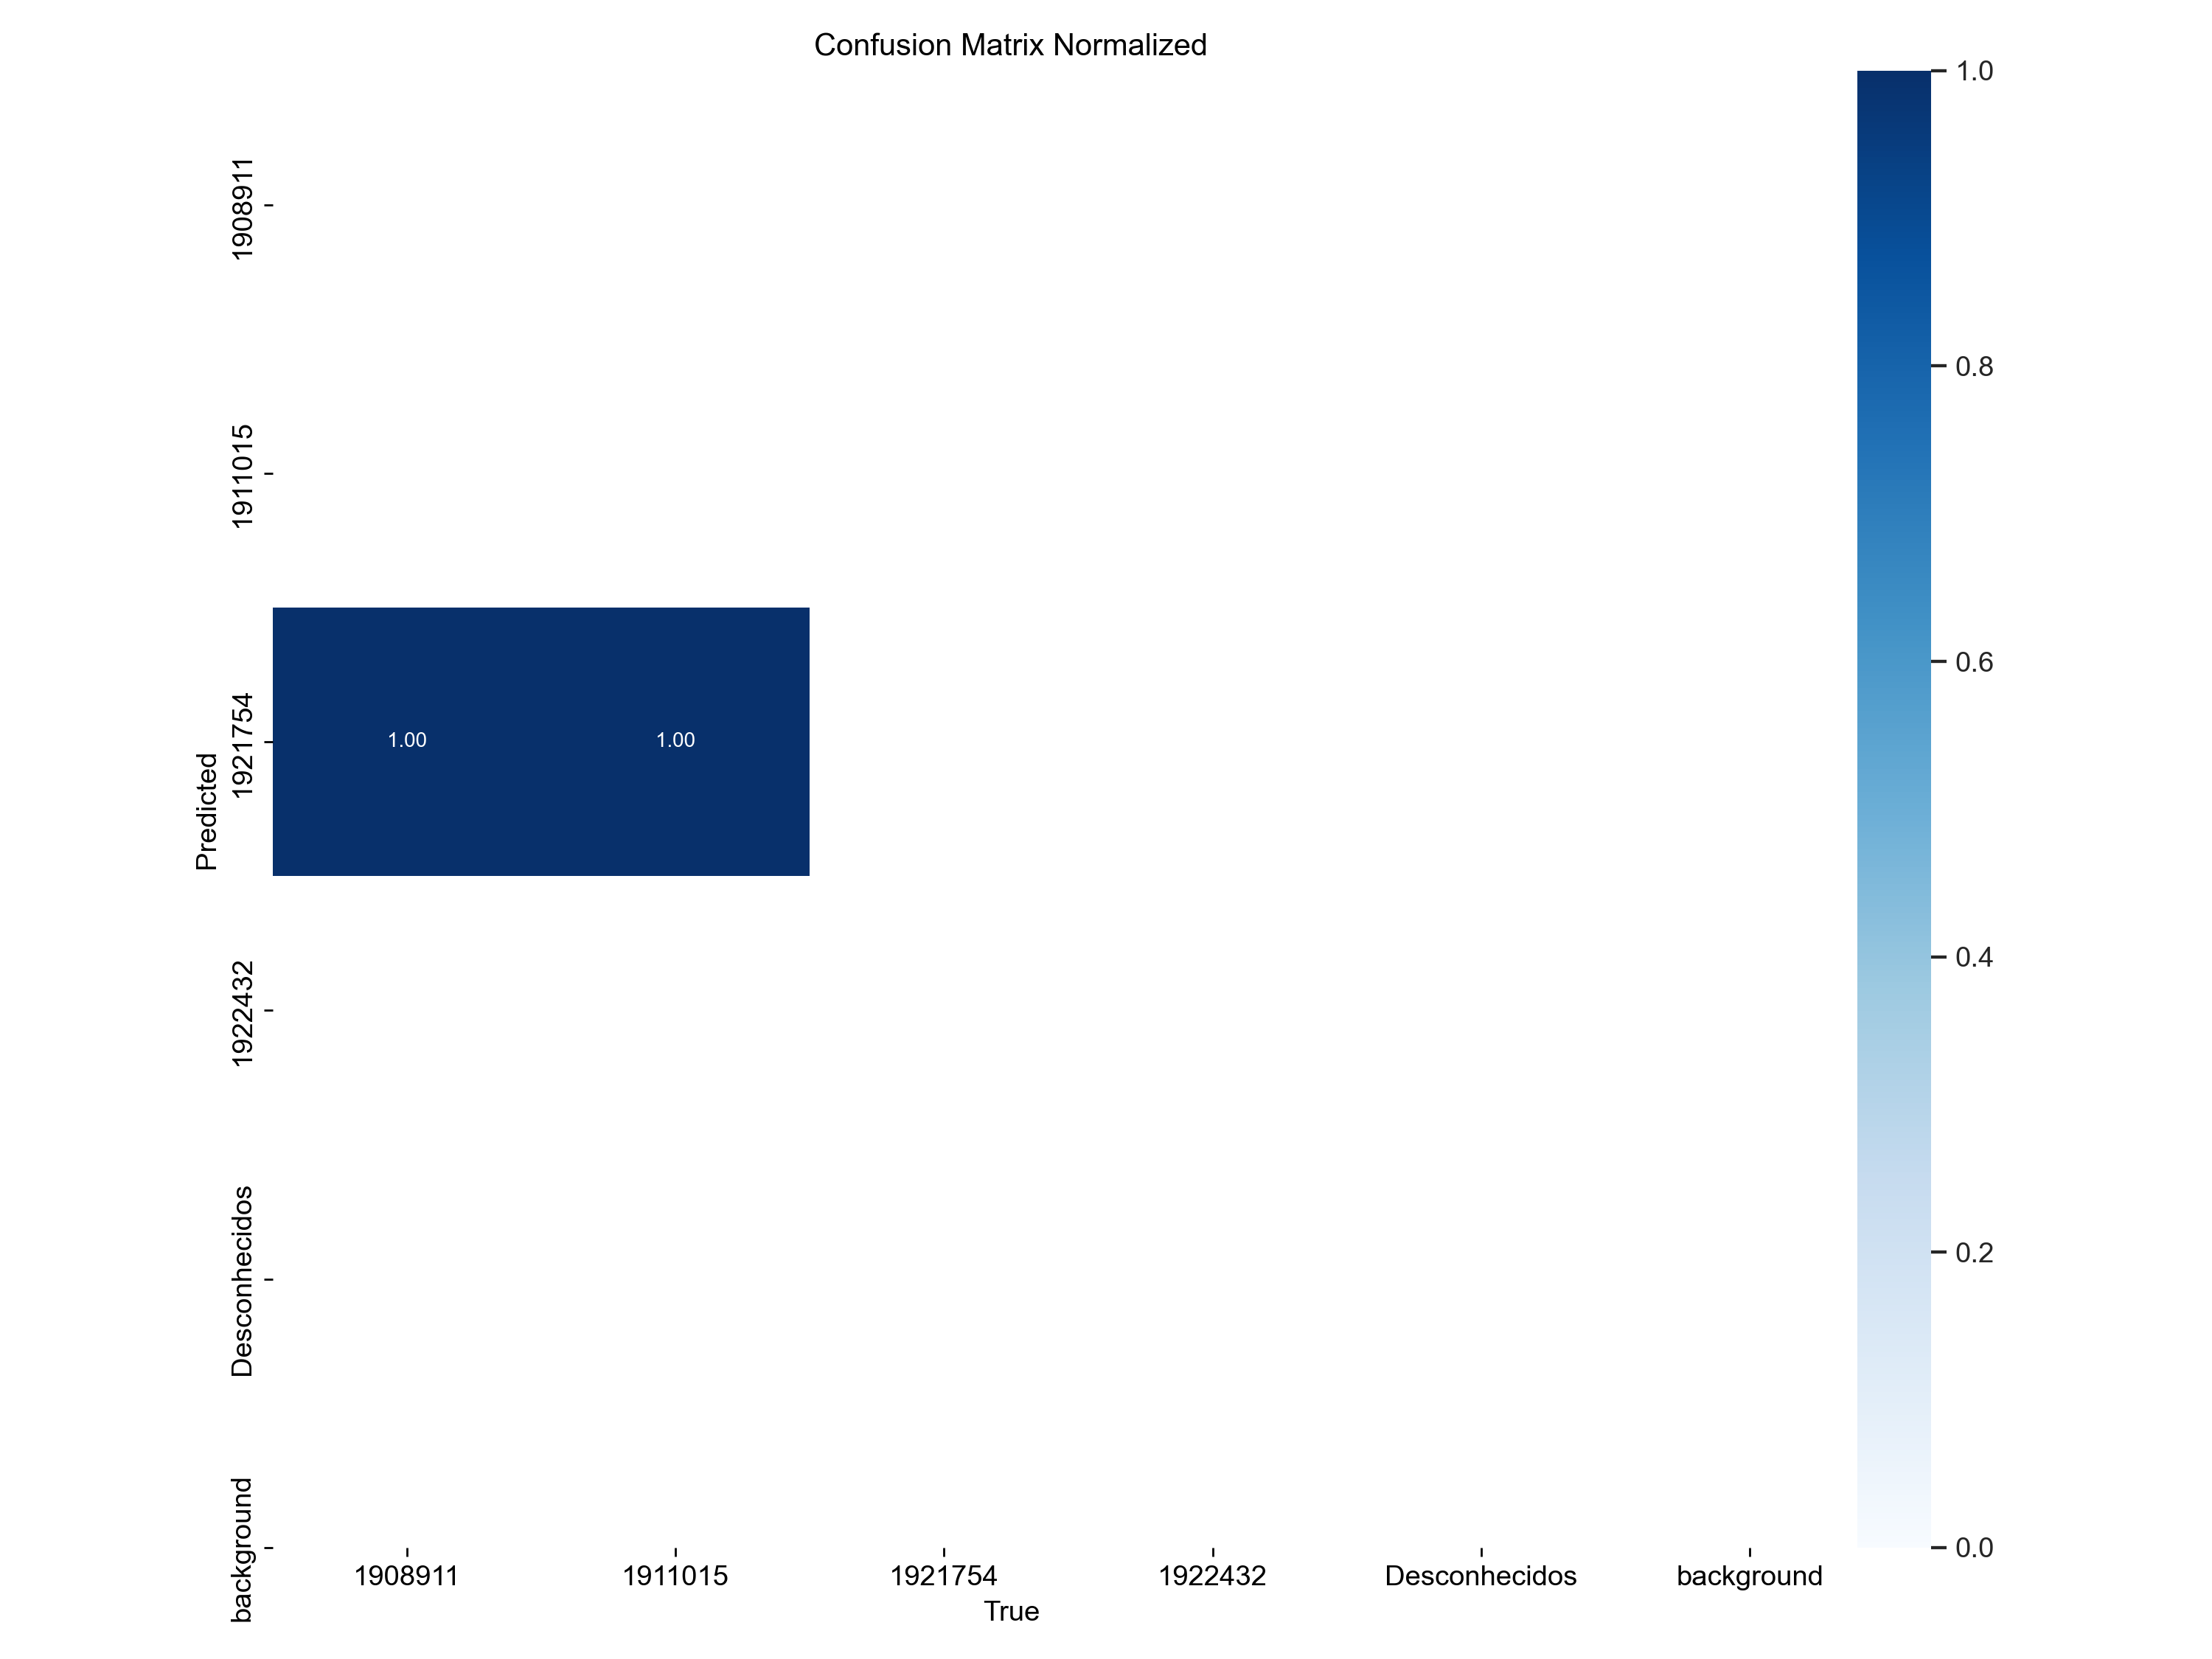 Confusion Matrix Normalized
1.0
0.8
0.6
0.4
0.2
0.0
Predicted
1908911
1911015
1921754
1922432
Desconhecidos
background
1.00 1.00
1908911 1911015 1921754 1922432 Desconhecidos background
True